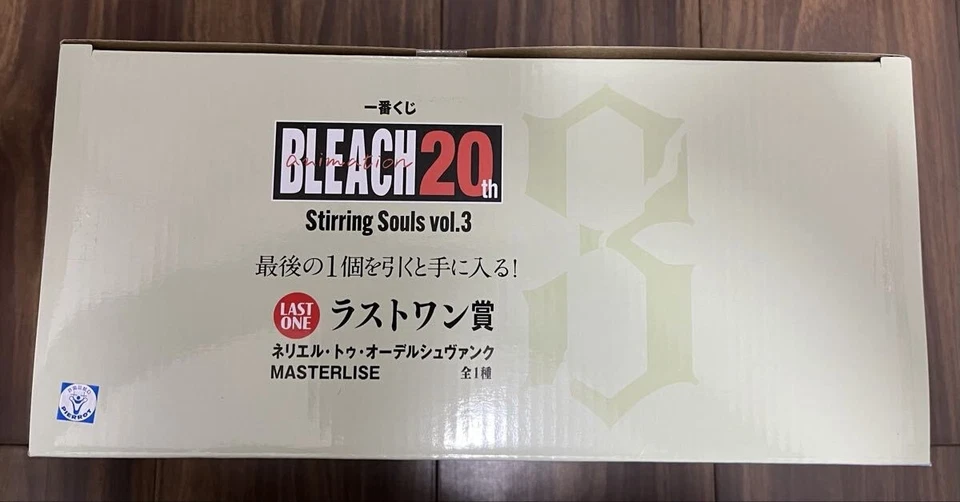 一番くじ
BLEACH 20th
animation
Stirring Souls vol.3
最後の1個を引くと手に入る!
LAST ONE ラストワン賞
ネリエル・トゥ・オーデルシュヴァンク
MASTERLISE 全1種
3
PIERROT